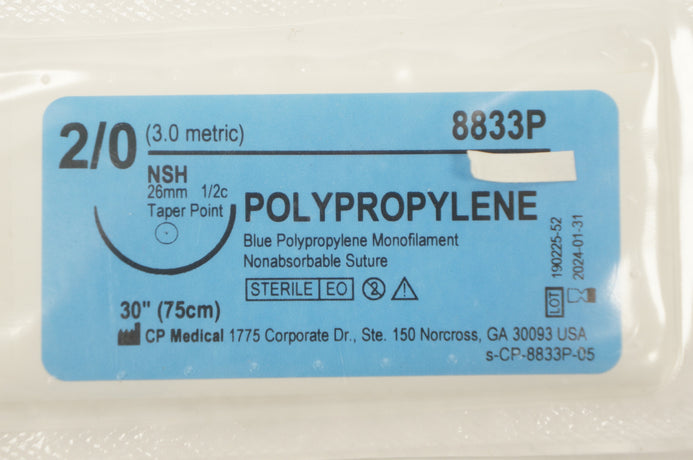 2/0 (3.0 metric) 8833P
NSH
26mm 1/2c
Taper Point
POLYPROPYLENE
Blue Polypropylene Monofilament
Nonabsorbable Suture
STERILE EO 2
30" (75cm)
CP Medical 1775 Corporate Dr., Ste. 150 Norcross, GA 30093 USA
s-CP-8833P-05
LOT 190225-52
2024-01-31